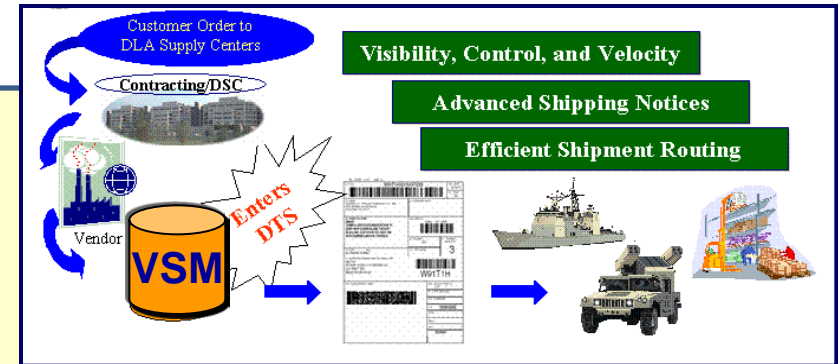 Customer Order to
DLA Supply Centers
Contracting/DSC
Vendor
VSM
Enters
DTS
3
W91T1H
Visibility, Control, and Velocity
Advanced Shipping Notices
Efficient Shipment Routing